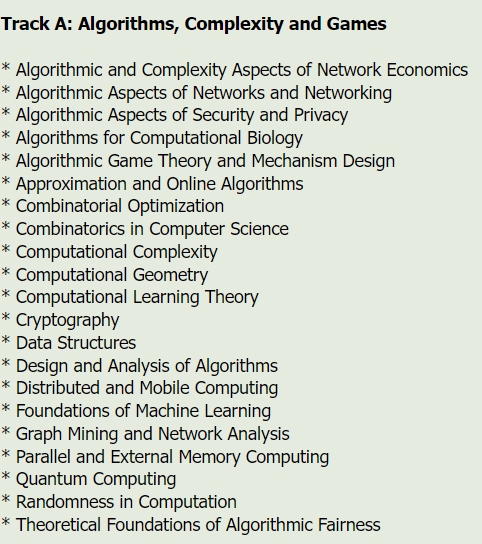 Track A: Algorithms, Complexity and Games
* Algorithmic and Complexity Aspects of Network Economics
* Algorithmic Aspects of Networks and Networking
* Algorithmic Aspects of Security and Privacy
* Algorithms for Computational Biology
* Algorithmic Game Theory and Mechanism Design
* Approximation and Online Algorithms
* Combinatorial Optimization
* Combinatorics in Computer Science
* Computational Complexity
* Computational Geometry
* Computational Learning Theory
* Cryptography
* Data Structures
* Design and Analysis of Algorithms
* Distributed and Mobile Computing
* Foundations of Machine Learning
* Graph Mining and Network Analysis
* Parallel and External Memory Computing
* Quantum Computing
* Randomness in Computation
* Theoretical Foundations of Algorithmic Fairness